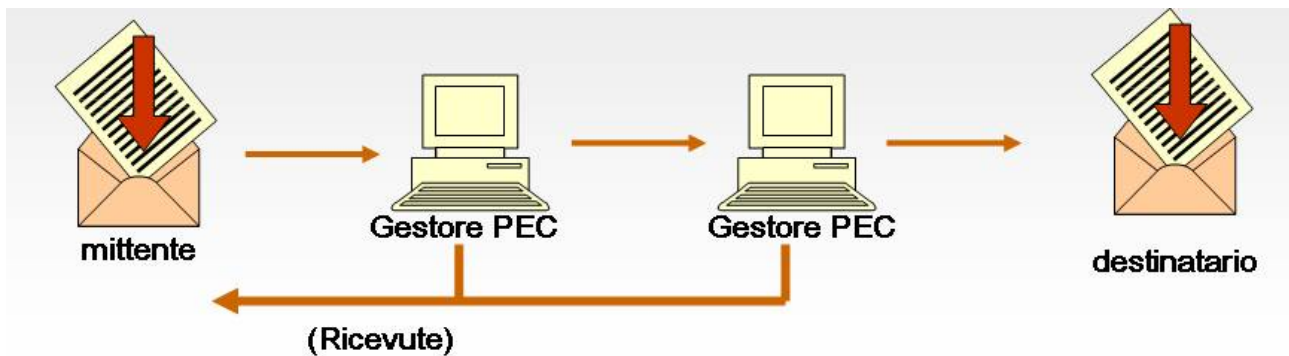 mittente
Gestore PEC
Gestore PEC
destinatario
(Ricevute)